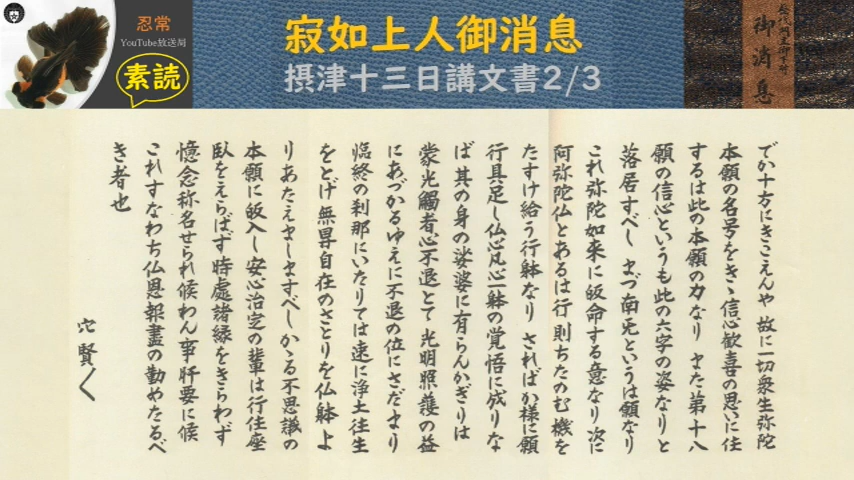 忍常
YouTube放送局
素読
寂如上人御消息
摂津十三日講文書2/3
御消息
でか十方にきこえんや 故に一切衆生弥陀
本願の名号をきゝ信心歓喜の思いに住
するは此の本願の力なり また第十八
願の信心というも此の六字の姿なりと
落居すべし まづ南无というは願なり
これ弥陀如来に皈命する意なり 次に
阿弥陀仏とあるは行 則ちたのむ機を
たすけ給う行躰なり さればか様に願
行具足し仏心凡心一躰の覚悟に成りな
ば 其の身の娑婆に有らんかぎりは
蒙光觸者心不退とて 光明照護の益
にあづかるゆえに不退の位にさだまり
臨終の刹那にいたりては速に浄土往生
をとげ 無昇自在のさとりを仏躰よ
りあたえましますべし かゝる不思議の
本願に皈入し安心治定の輩は行住座
臥をえらばず 時處諸縁をきらわず
憶念称名せられ候わん事 肝要に候
これすなわち仏恩報盡の勤めたるべ
き者也
穴賢〱